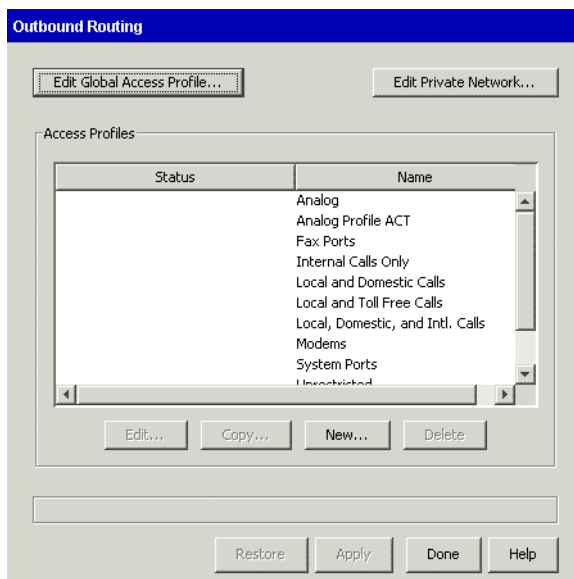 Outbound Routing
Edit Global Access Profile... Edit Private Network...
Access Profiles
Status Name
Analog
Analog Profile ACT
Fax Ports
Internal Calls Only
Local and Domestic Calls
Local and Toll Free Calls
Local, Domestic, and Intl. Calls
Modems
System Ports
Unrestricted
Edit... Copy... New... Delete
Restore Apply Done Help